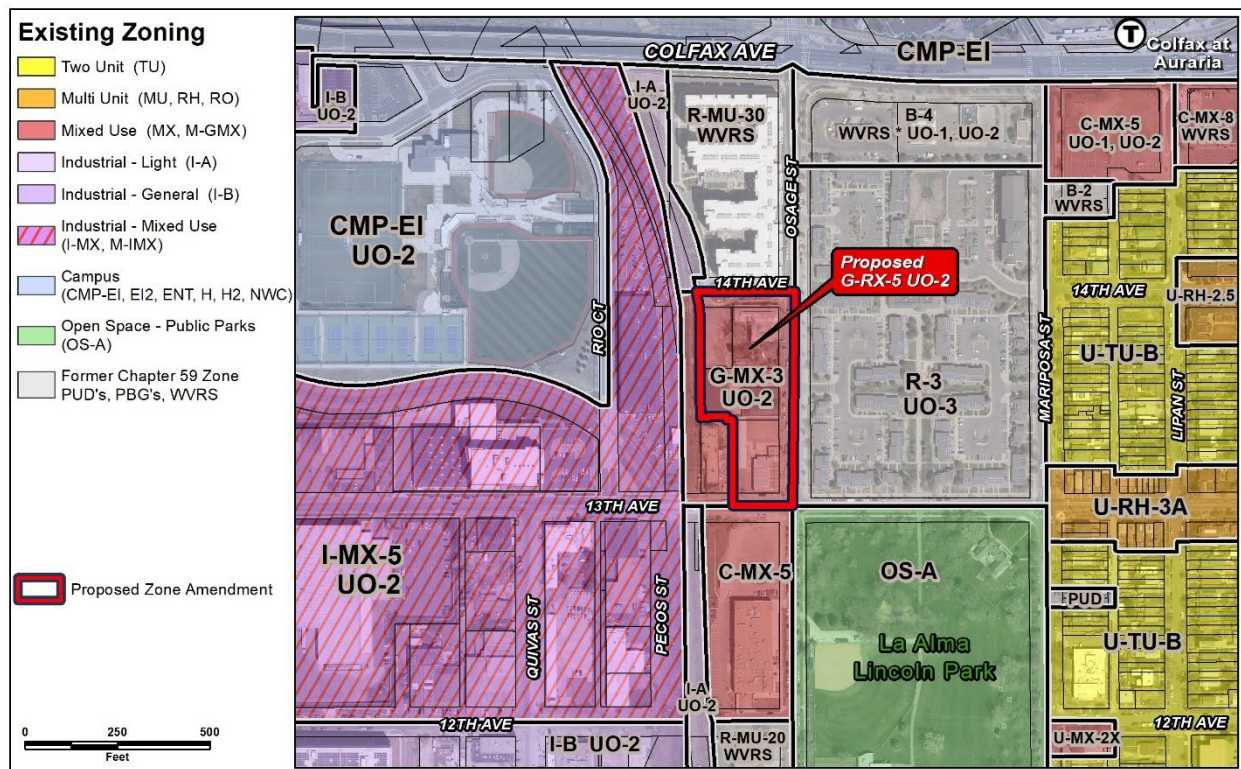 Existing Zoning
Two Unit (TU)
Multi Unit (MU, RH, RO)
Mixed Use (MX, M-GMX)
Industrial - Light (I-A)
Industrial - General (I-B)
Industrial - Mixed Use
(I-MX, M-IMX)
Campus
(CMP-EI, EI2, ENT, H, H2, NWC)
Open Space - Public Parks
(OS-A)
Former Chapter 59 Zone
PUD's, PBG's, WVRS
Proposed Zone Amendment
0 250 500
Feet
COLFAX AVE
CMP-EI
T
Colfax at
Auraria
I-B
UO-2
I-A
UO-2
R-MU-30
WVRS
B-4
WVRS * UO-1, UO-2
C-MX-5
UO-1, UO-2
C-MX-8
WVRS
B-2
WVRS
OSAGE ST
CMP-EI
UO-2
RIO CT
14TH AVE
Proposed
G-RX-5 UO-2
G-MX-3
UO-2
R-3
UO-3
MARIPOSA ST
14TH AVE
U-RH-2.5
U-TU-B
LIPAN ST
13TH AVE
U-RH-3A
I-MX-5
UO-2
QUIVAS ST
PECOS ST
C-MX-5
OS-A
La Alma
Lincoln Park
PUD
U-TU-B
I-A
UO-2
12TH AVE
I-B UO-2
R-MU-20
WVRS
12TH AVE
U-MX-2X